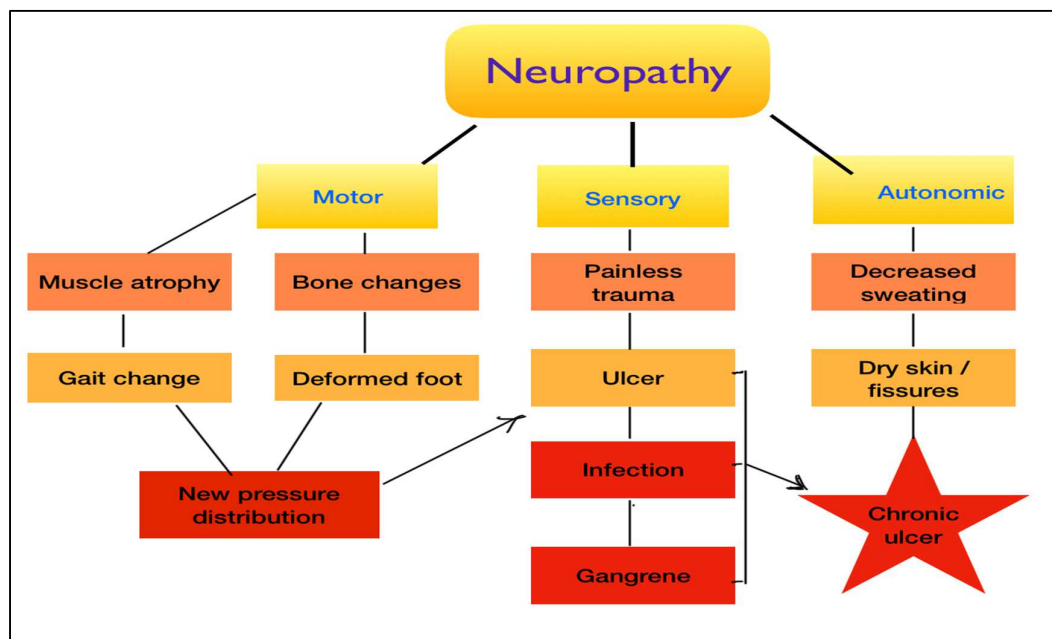 Neuropathy
Motor
Sensory
Autonomic
Muscle atrophy
Bone changes
Painless
trauma
Decreased
sweating
Gait change
Deformed foot
Ulcer
Dry skin /
fissures
New pressure
distribution
Infection
Chronic
ulcer
Gangrene